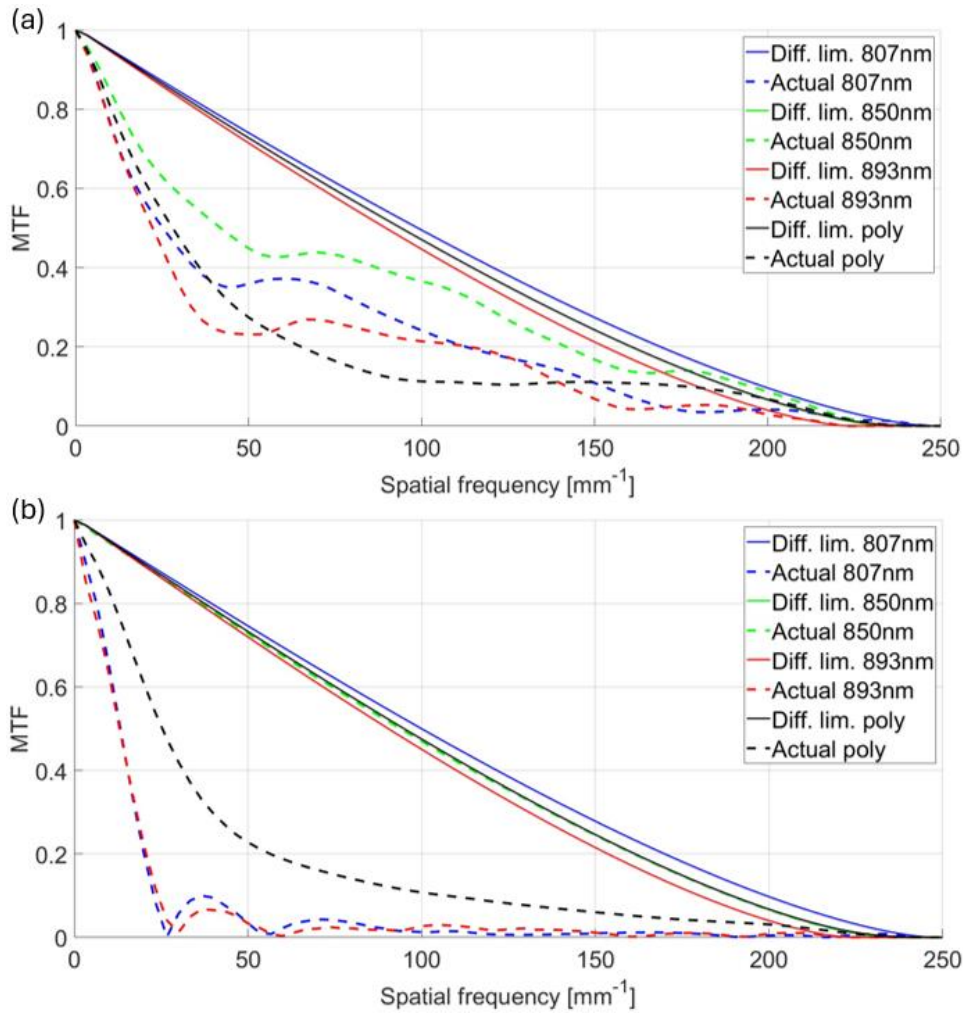 (a)
1
0.8
0.6
0.4
0.2
0
MTF
0 50 100 150 200 250
Spatial frequency [mm⁻¹]
Diff. lim. 807nm
Actual 807nm
Diff. lim. 850nm
Actual 850nm
Diff. lim. 893nm
Actual 893nm
Diff. lim. poly
Actual poly
(b)
1
0.8
0.6
0.4
0.2
0
MTF
0 50 100 150 200 250
Spatial frequency [mm⁻¹]
Diff. lim. 807nm
Actual 807nm
Diff. lim. 850nm
Actual 850nm
Diff. lim. 893nm
Actual 893nm
Diff. lim. poly
Actual poly